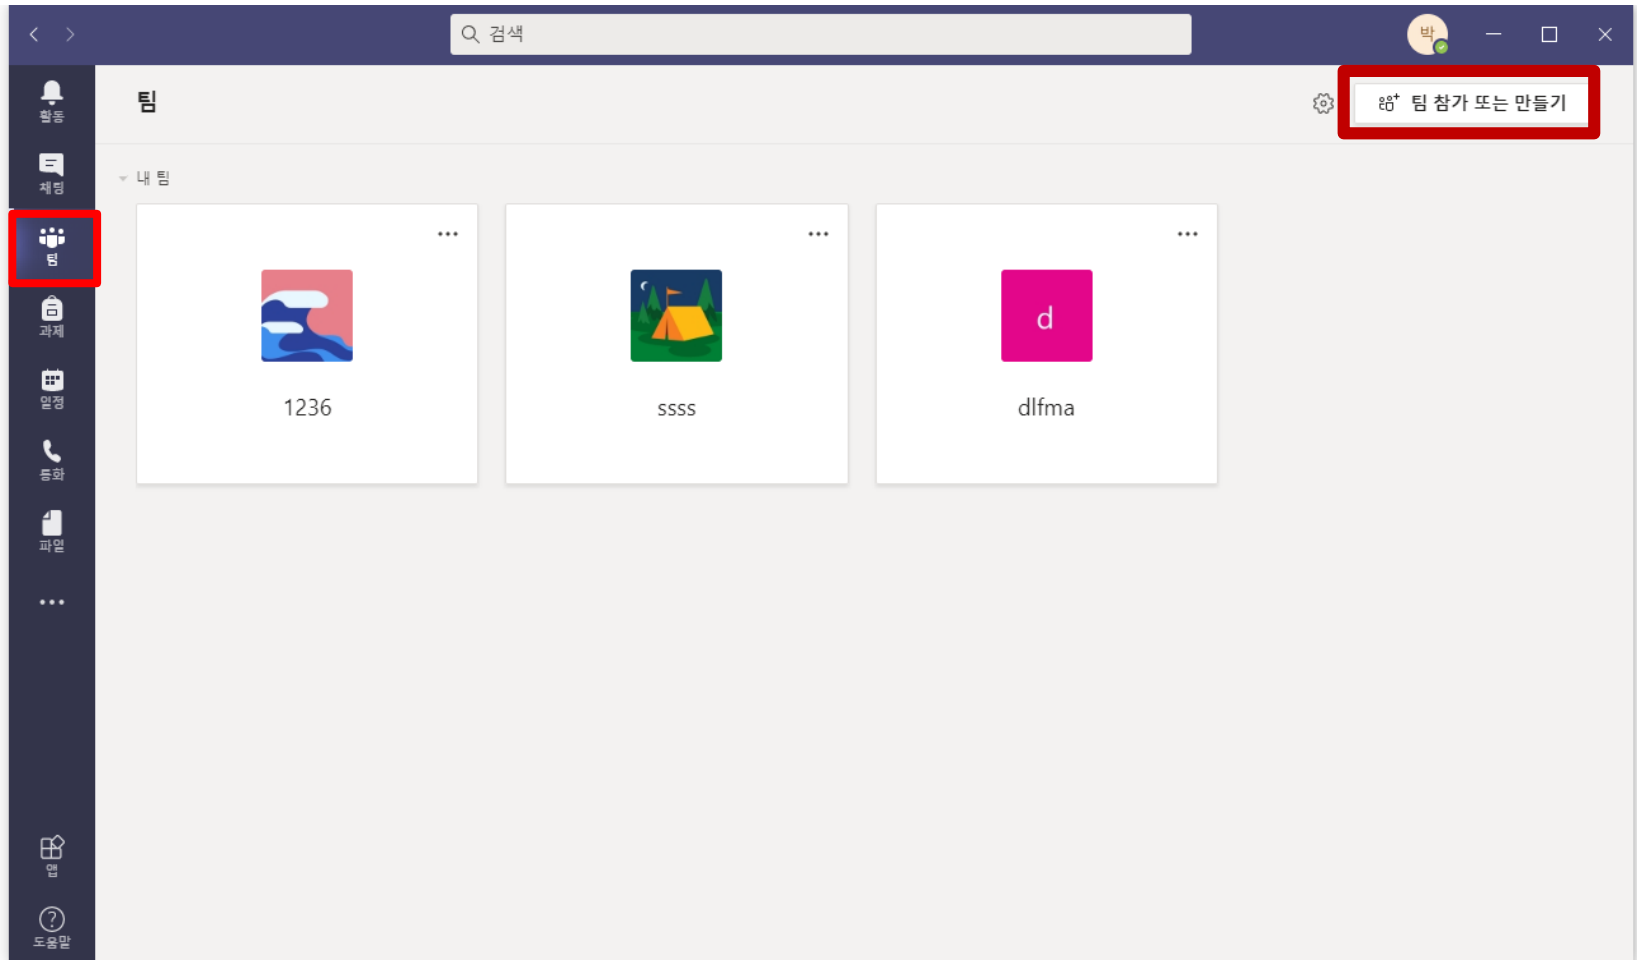 검색
박
활동
채팅
팀
과제
일정
통화
파일
앱
도움말
팀
팀 참가 또는 만들기
내 팀
1236
ssss
d
dlfma